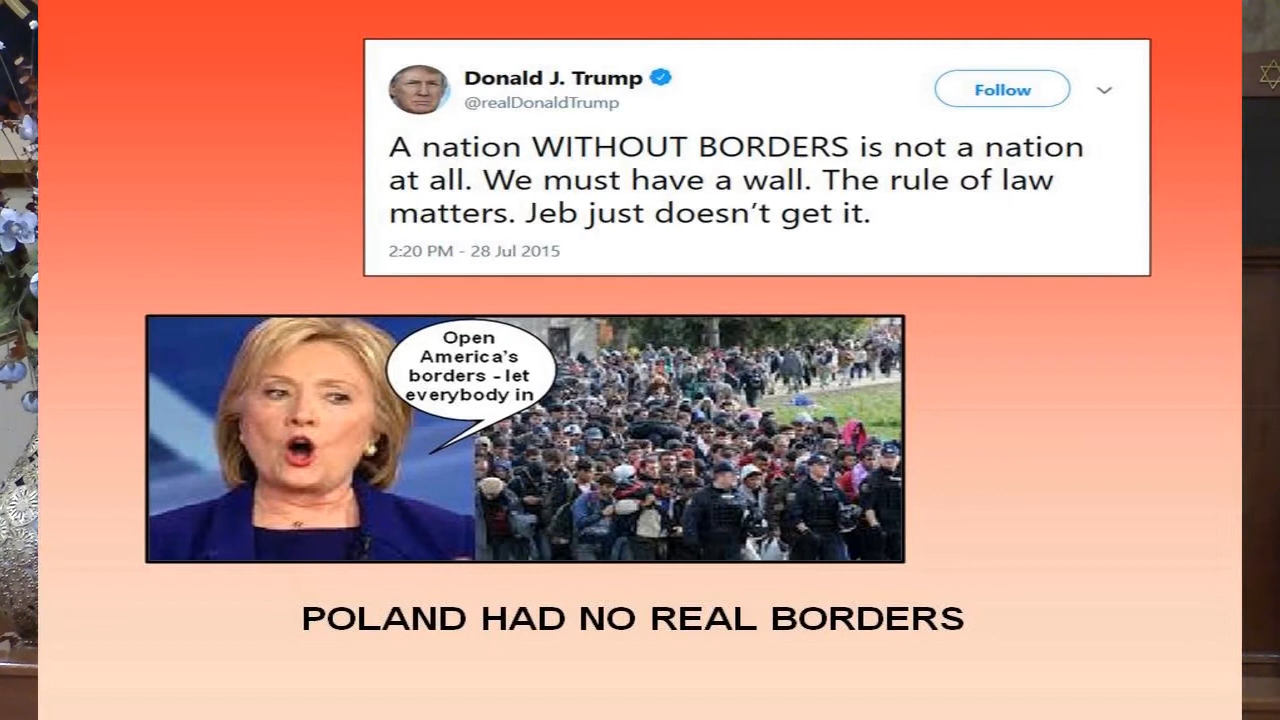 Donald J. Trump
@realDonaldTrump
Follow
A nation WITHOUT BORDERS is not a nation
at all. We must have a wall. The rule of law
matters. Jeb just doesn't get it.
2:20 PM - 28 Jul 2015
Open
America's
borders - let
everybody in
POLAND HAD NO REAL BORDERS